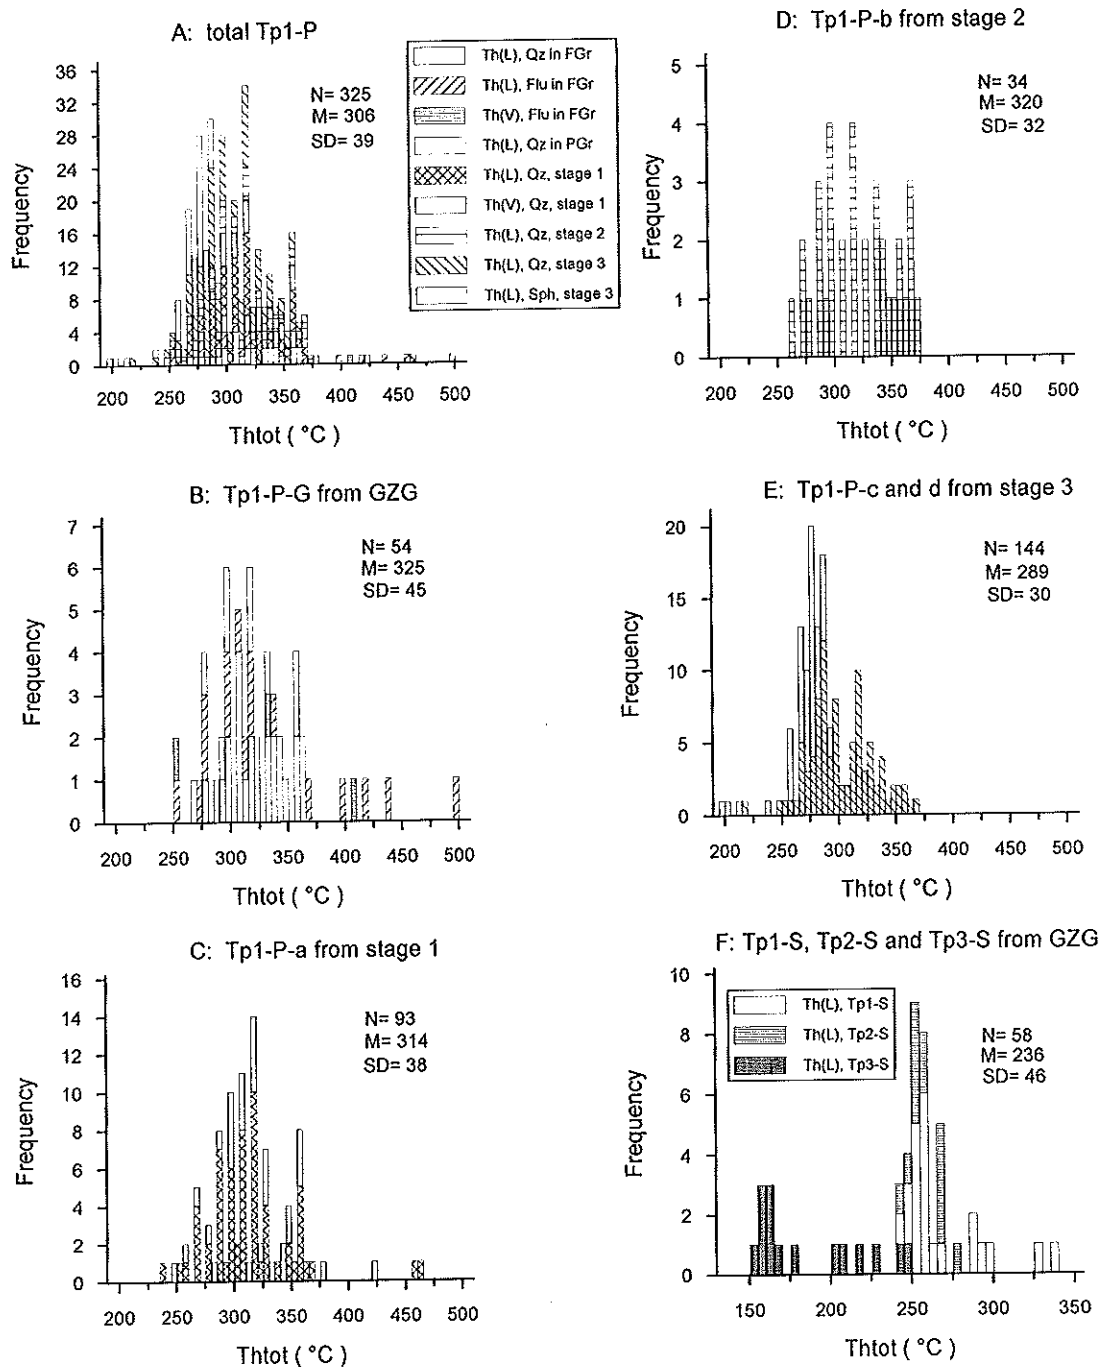 A: total Tp1-P
36
32
28
24
20
16
12
8
4
0
Frequency
N= 325
M= 306
SD= 39
200 250 300 350 400 450 500
Thtot ( °C )
Th(L), Qz in FGr
Th(L), Flu in FGr
Th(V), Flu in FGr
Th(L), Qz in PGr
Th(L), Qz, stage 1
Th(V), Qz, stage 1
Th(L), Qz, stage 2
Th(L), Qz, stage 3
Th(L), Sph, stage 3
D: Tp1-P-b from stage 2
5
4
3
2
1
0
Frequency
N= 34
M= 320
SD= 32
200 250 300 350 400 450 500
Thtot ( °C )
B: Tp1-P-G from GZG
7
6
5
4
3
2
1
0
Frequency
N= 54
M= 325
SD= 45
200 250 300 350 400 450 500
Thtot ( °C )
E: Tp1-P-c and d from stage 3
20
15
10
5
0
Frequency
N= 144
M= 289
SD= 30
200 250 300 350 400 450 500
Thtot ( °C )
C: Tp1-P-a from stage 1
16
14
12
10
8
6
4
2
0
Frequency
N= 93
M= 314
SD= 38
200 250 300 350 400 450 500
Thtot ( °C )
F: Tp1-S, Tp2-S and Tp3-S from GZG
10
8
6
4
2
0
Frequency
Th(L), Tp1-S
Th(L), Tp2-S
Th(L), Tp3-S
N= 58
M= 236
SD= 46
150 200 250 300 350
Thtot ( °C )